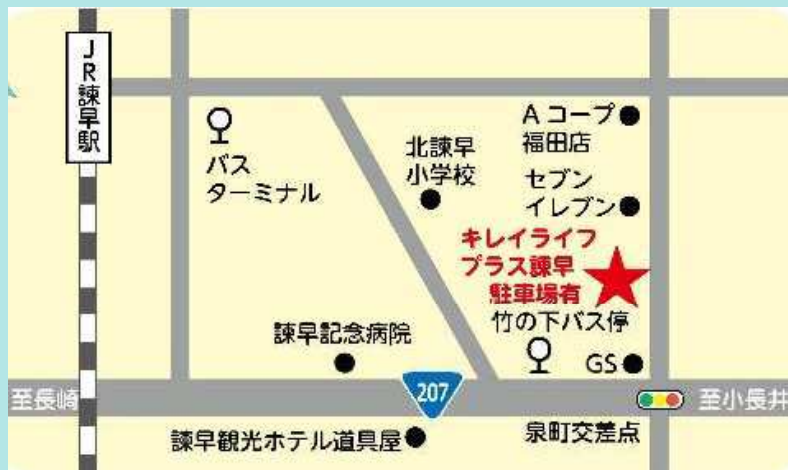 JR諫早駅
バス
ターミナル
北諫早
小学校
Aコープ
福田店
セブン
イレブン
キレイライフ
プラス諫早
駐車場有
竹の下バス停
GS
諫早記念病院
207
至長崎
至小長井
諫早観光ホテル道具屋
泉町交差点